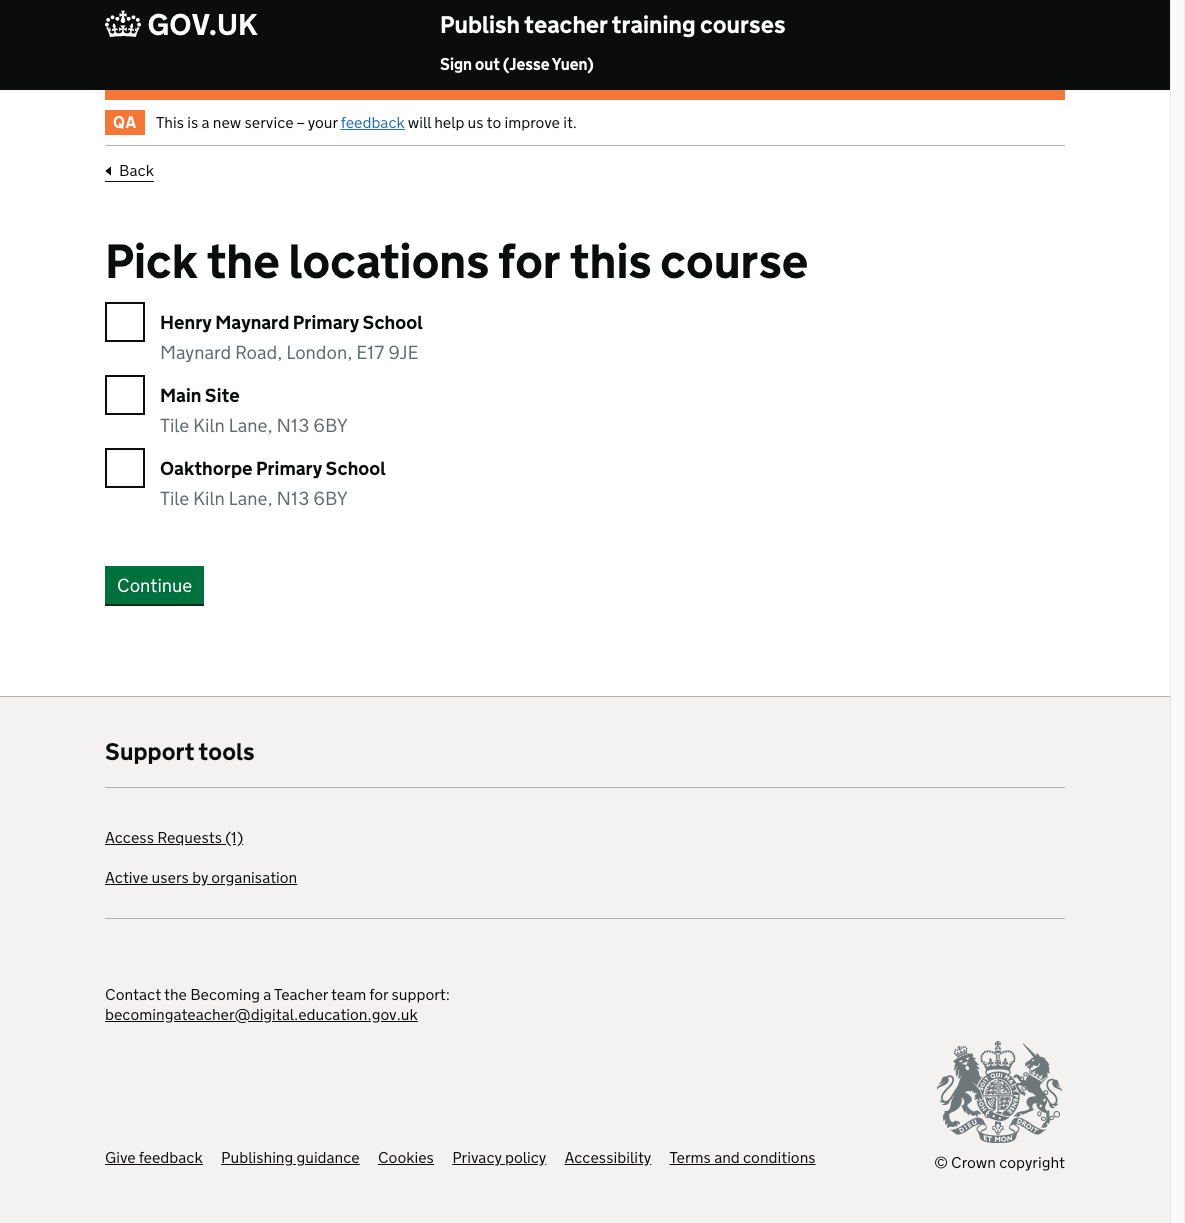 GOV.UK
Publish teacher training courses
Sign out (Jesse Yuen)
QA This is a new service – your feedback will help us to improve it.
Back
Pick the locations for this course
Henry Maynard Primary School
Maynard Road, London, E17 9JE
Main Site
Tile Kiln Lane, N13 6BY
Oakthorpe Primary School
Tile Kiln Lane, N13 6BY
Continue
Support tools
Access Requests (1)
Active users by organisation
Contact the Becoming a Teacher team for support:
becomingateacher@digital.education.gov.uk
DIEU ET MON DROIT
Give feedback Publishing guidance Cookies Privacy policy Accessibility Terms and conditions
© Crown copyright